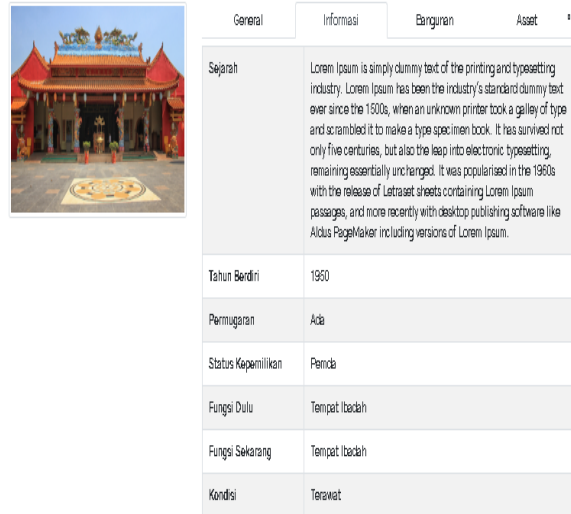 General Informasi Bangunan Asset
Sejarah
Lorem Ipsum is simply dummy text of the printing and typesetting
industry. Lorem Ipsum has been the industry's standard dummy text
ever since the 1500s, when an unknown printer took a galley of type
and scrambled it to make a type specimen book. It has survived not
only five centuries, but also the leap into electronic typesetting,
remaining essentially unchanged. It was popularised in the 1960s
with the release of Letraset sheets containing Lorem Ipsum
passages, and more recently with desktop publishing software like
Aldus PageMaker including versions of Lorem Ipsum.
Tahun Berdiri 1950
Permugaran Ada
Status Kepemilikan Pemda
Fungsi Dulu Tempat Ibadah
Fungsi Sekarang Tempat Ibadah
Kondisi Terawat